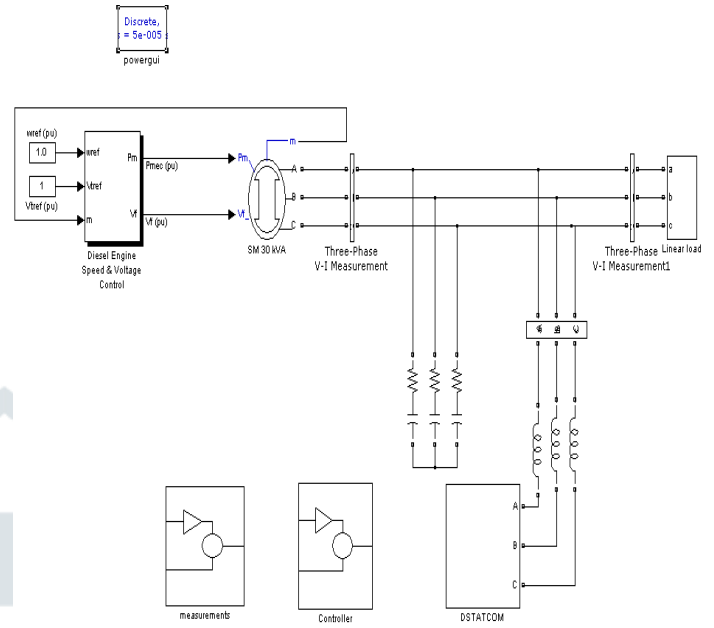 Discrete,
s = 5e-005
powergui
wref (pu)
1.0
wref
Pm
Pmec (pu)
Pm
m
1
Vtref
Vtref (pu)
m
Vf
Vf (pu)
Vf_
A
B
C
SM 30 kVA
Diesel Engine
Speed & Voltage
Control
Three-Phase
V-I Measurement
Three-Phase
V-I Measurement1
a
b
c
Linear load
A
B
C
DSTATCOM
measurements
Controller